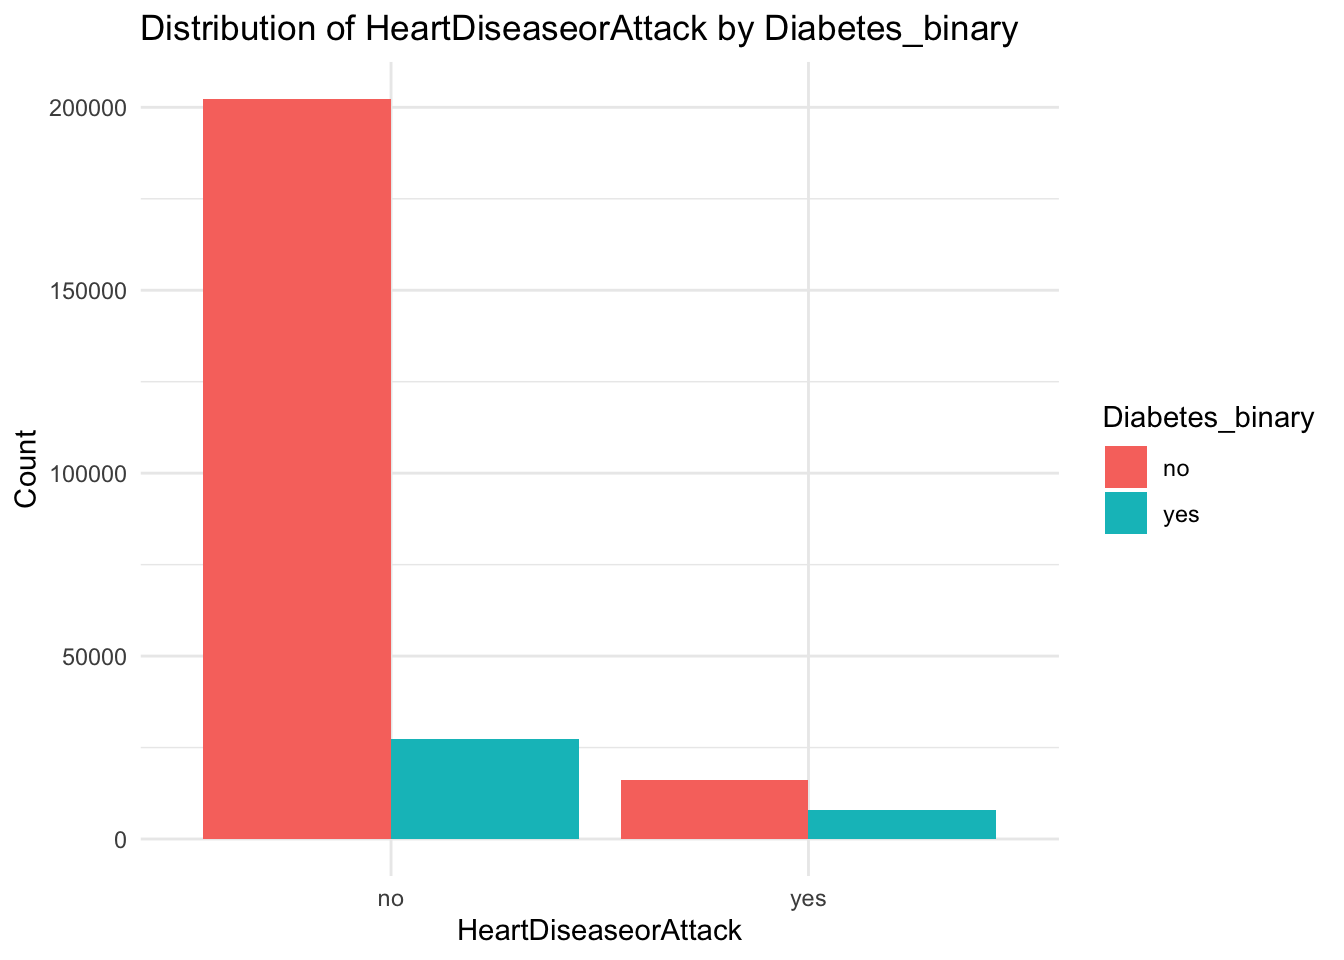 Distribution of HeartDiseaseorAttack by Diabetes_binary
200000
150000
100000
50000
0
Count
no
yes
HeartDiseaseorAttack
Diabetes_binary
no
yes